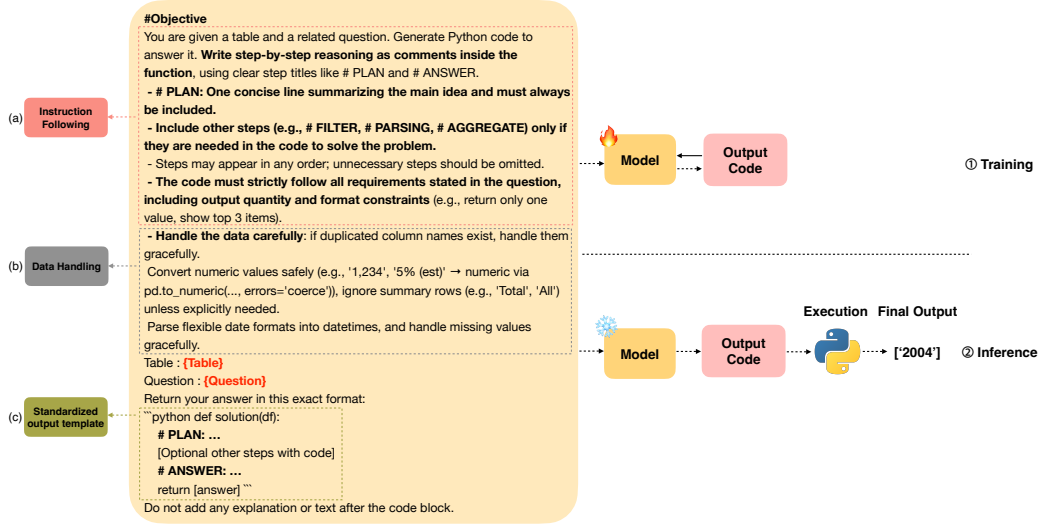 #Objective
You are given a table and a related question. Generate Python code to
answer it. Write step-by-step reasoning as comments inside the
function, using clear step titles like # PLAN and # ANSWER.
- # PLAN: One concise line summarizing the main idea and must always
be included.
- Include other steps (e.g., # FILTER, # PARSING, # AGGREGATE) only if
they are needed in the code to solve the problem.
- Steps may appear in any order; unnecessary steps should be omitted.
- The code must strictly follow all requirements stated in the question,
including output quantity and format constraints (e.g., return only one
value, show top 3 items).
- Handle the data carefully: if duplicated column names exist, handle them
gracefully.
Convert numeric values safely (e.g., '1,234', '5% (est)' → numeric via
pd.to_numeric(..., errors='coerce')), ignore summary rows (e.g., 'Total', 'All')
unless explicitly needed.
Parse flexible date formats into datetimes, and handle missing values
gracefully.
Table : {Table}
Question : {Question}
Return your answer in this exact format:
```python def solution(df):
# PLAN: ...
[Optional other steps with code]
# ANSWER: ...
return [answer] ```
Do not add any explanation or text after the code block.
(a)
Instruction
Following
(b)
Data Handling
(c)
Standardized
output template
Model
Output
Code
① Training
Execution
Final Output
Model
Output
Code
['2004']
② Inference